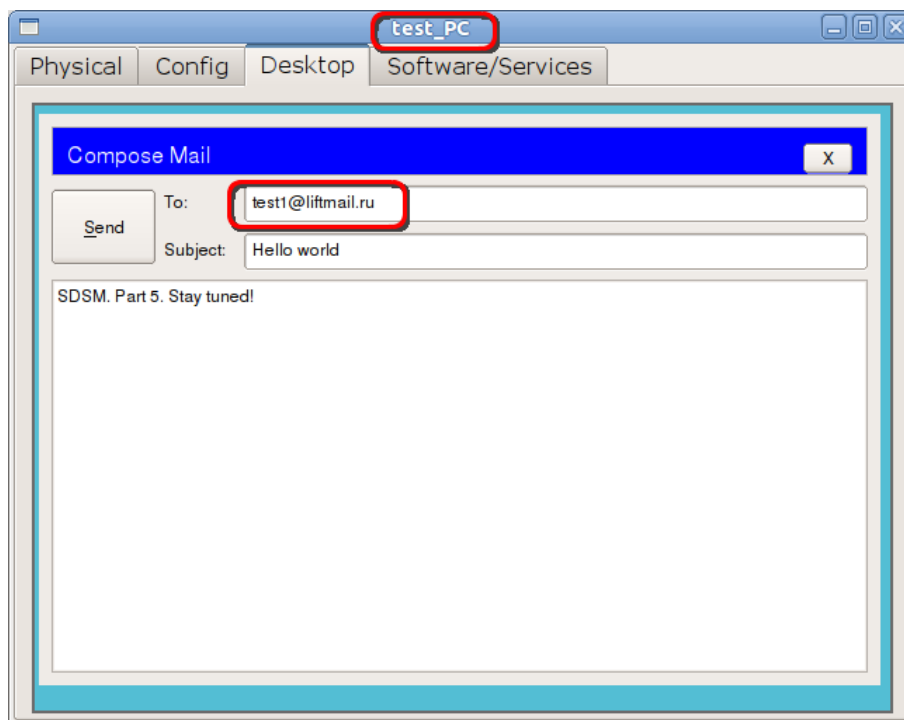 test_PC
Physical Config Desktop Software/Services
Compose Mail X
Send
To: test1@liftmail.ru
Subject: Hello world
SDSM. Part 5. Stay tuned!